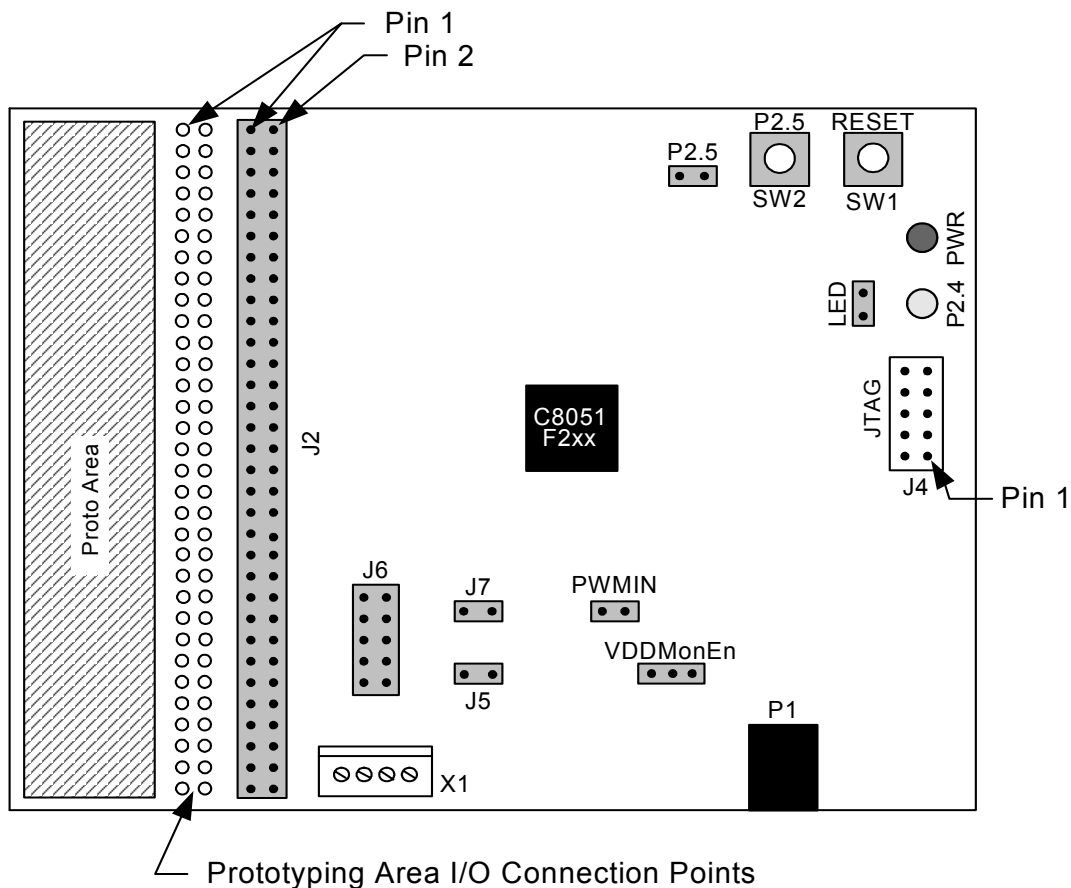 Pin 1
Pin 2
P2.5
RESET
P2.5
SW2
SW1
PWR
LED
P2.4
C8051
F2xx
JTAG
J2
J4
Pin 1
Proto Area
J6
J7
PWMIN
VDDMonEn
J5
P1
X1
Prototyping Area I/O Connection Points